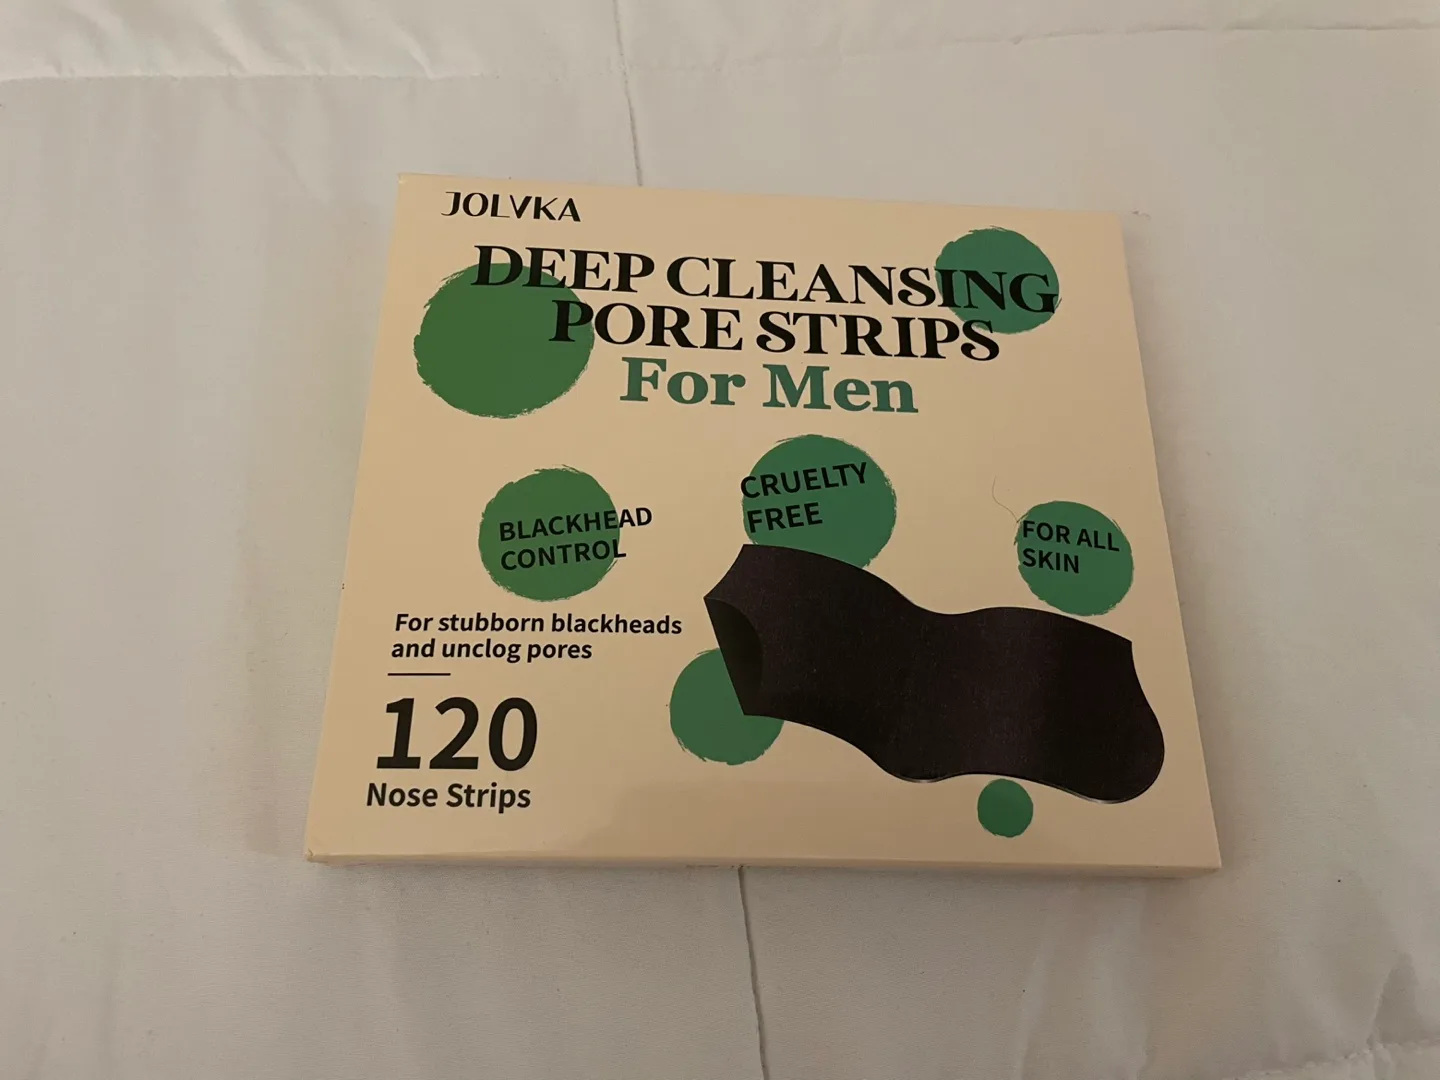 JOLVKA
DEEP CLEANSING
PORE STRIPS
For Men
BLACKHEAD
CONTROL
CRUELTY
FREE
FOR ALL
SKIN
For stubborn blackheads
and unclog pores
120
Nose Strips